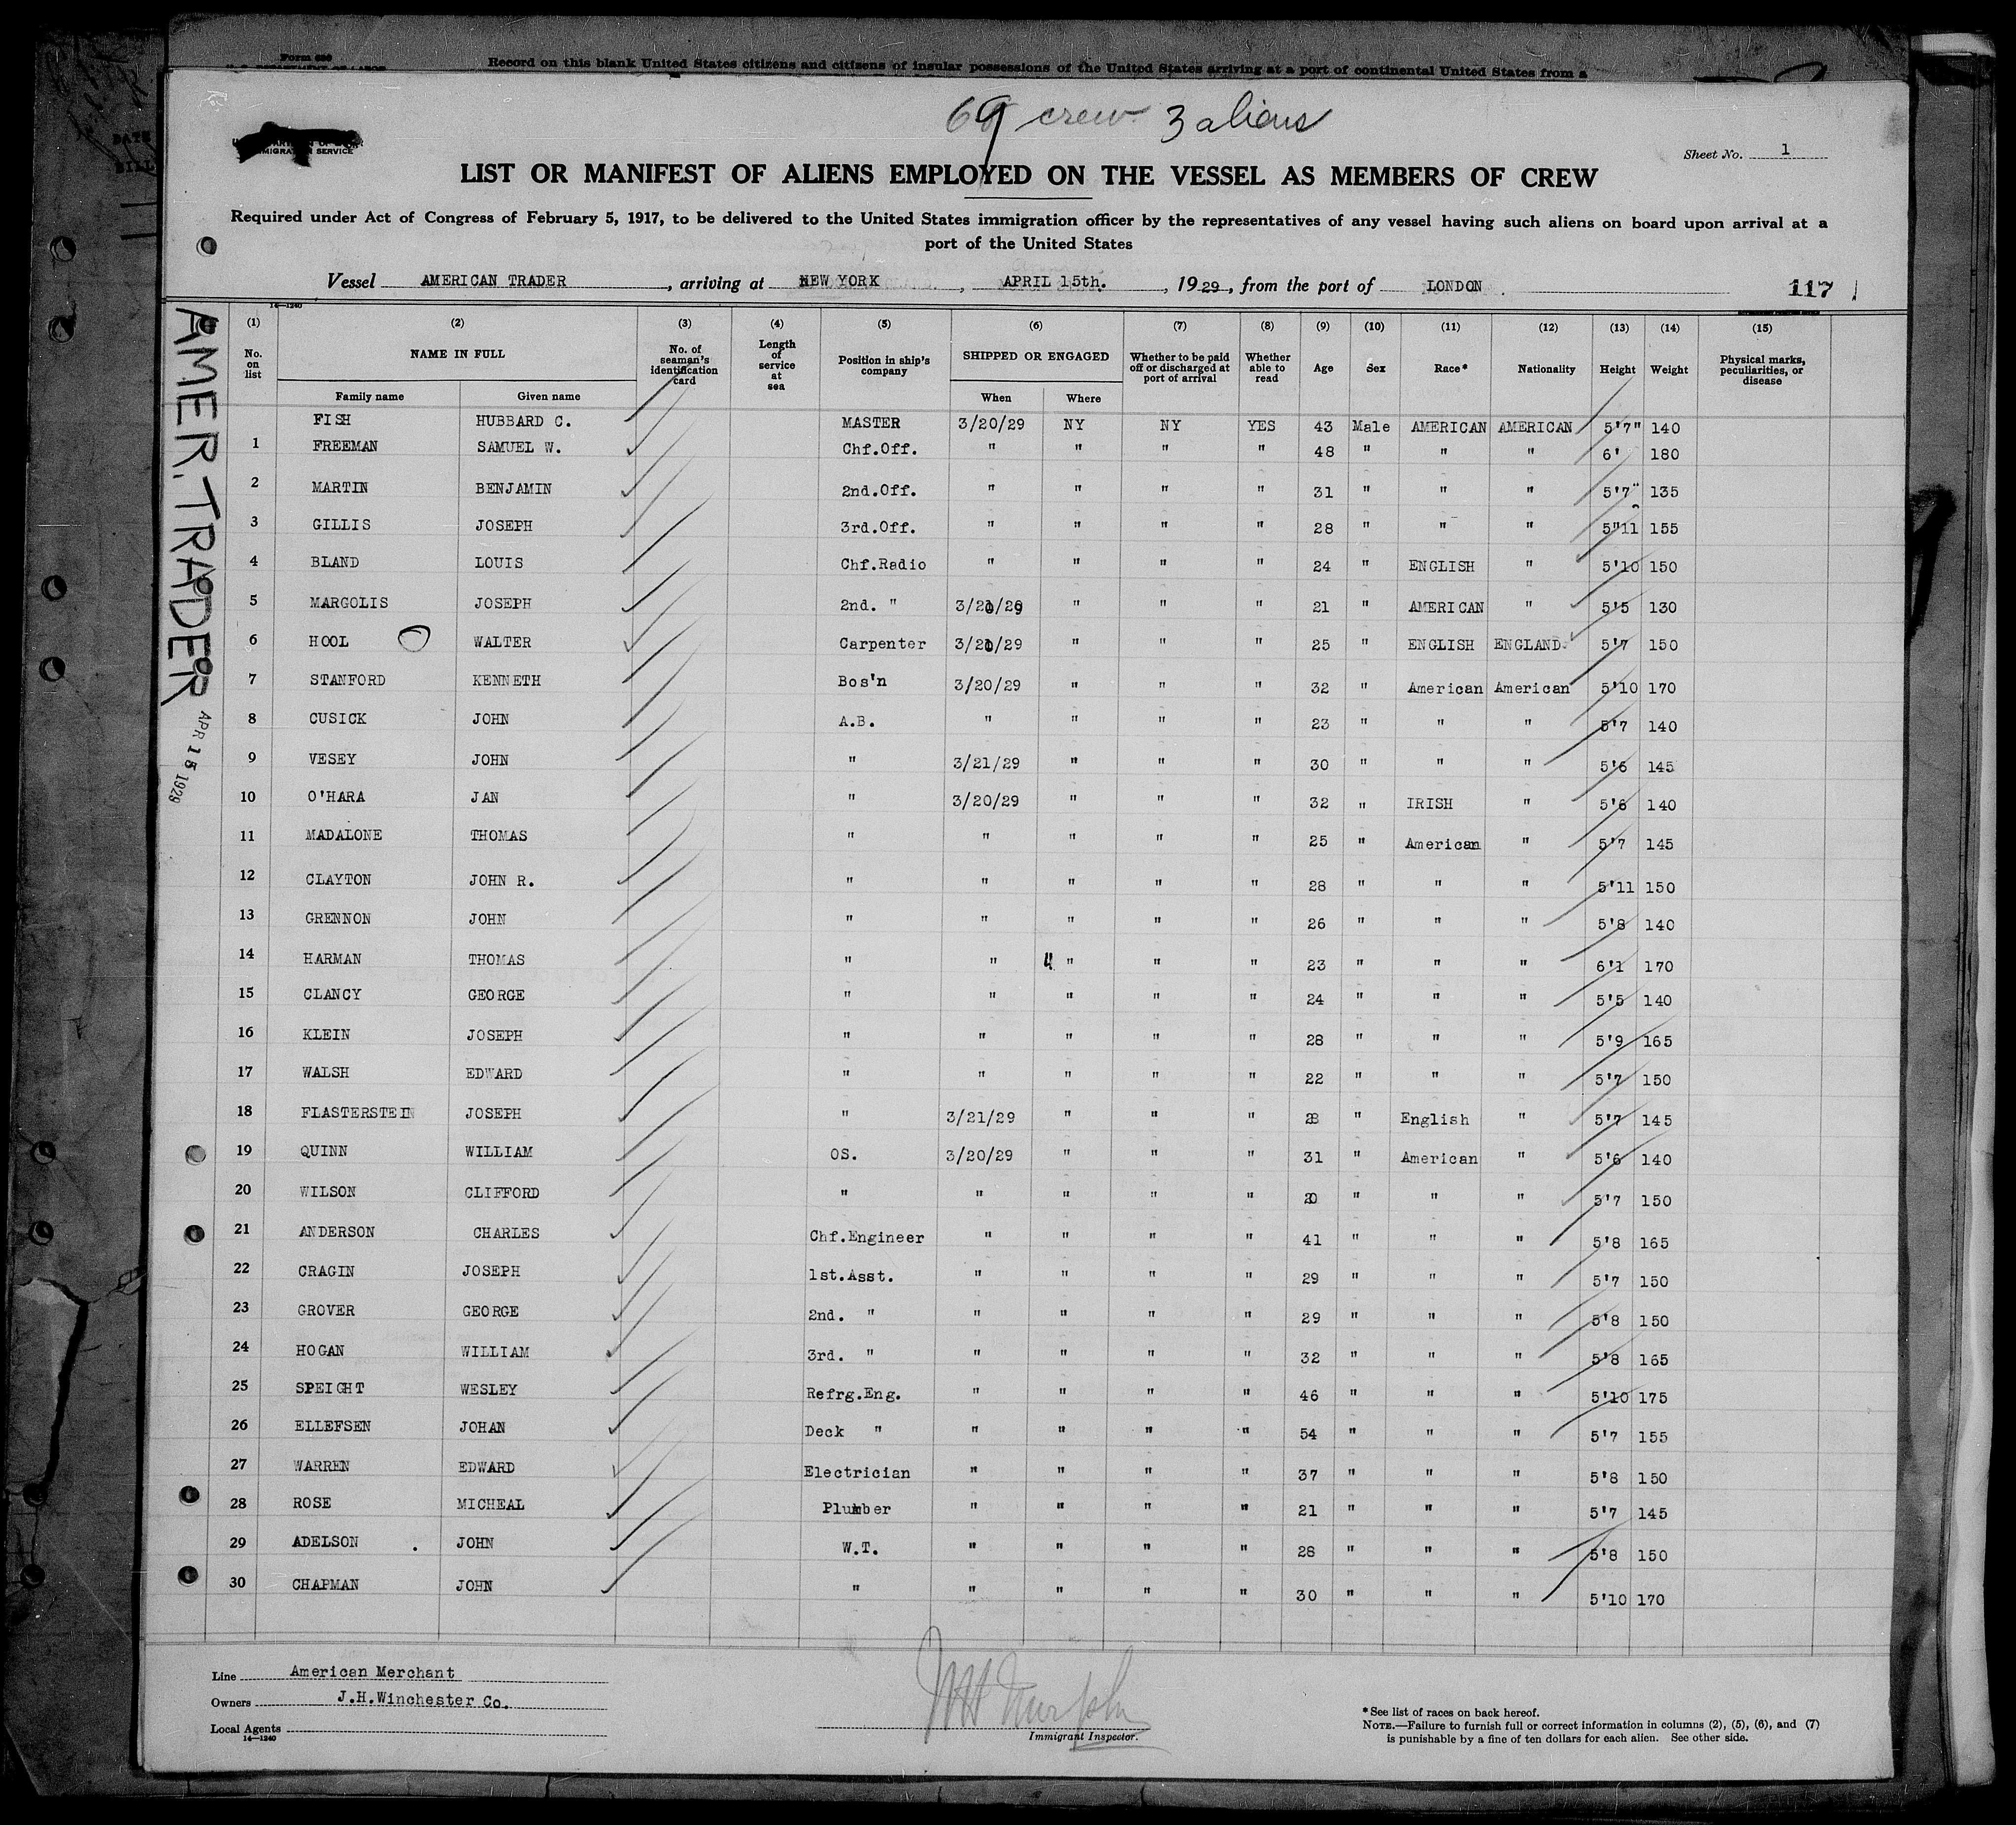 Form 689
Record on this blank United States citizens and citizens of insular possessions of the United States arriving at a port of continental United States from a
DATE
BILL
69 crew 3 aliens
IMMIGRATION SERVICE
Sheet No. 1
LIST OR MANIFEST OF ALIENS EMPLOYED ON THE VESSEL AS MEMBERS OF CREW
Required under Act of Congress of February 5, 1917, to be delivered to the United States immigration officer by the representatives of any vessel having such aliens on board upon arrival at a
port of the United States
Vessel AMERICAN TRADER, arriving at NEW YORK, APRIL 15th., 1929, from the port of LONDON 117
14—1240
AMER. TRADER APR 15 1929
(1) (2) (3) (4) (5) (6) (7) (8) (9) (10) (11) (12) (13) (14) (15)
No. on list NAME IN FULL No. of seaman's identification card Length of service at sea Position in ship's company SHIPPED OR ENGAGED Whether to be paid off or discharged at port of arrival Whether able to read Age Sex Race* Nationality Height Weight Physical marks, peculiarities, or disease
Family name Given name When Where
FISH HUBBARD C. MASTER 3/20/29 NY NY YES 43 Male AMERICAN AMERICAN 5'7" 140
1 FREEMAN SAMUEL W. Chf.Off. " " " " 48 " " " 6' 180
2 MARTIN BENJAMIN 2nd.Off. " " " " 31 " " " 5'7" 135
3 GILLIS JOSEPH 3rd.Off. " " " " 28 " " " 5"11 155
4 BLAND LOUIS Chf.Radio " " " " 24 " ENGLISH " 5'10 150
5 MARGOLIS JOSEPH 2nd. " 3/20/29 " " " 21 " AMERICAN " 5'5 130
6 HOOL WALTER Carpenter 3/20/29 " " " 25 " ENGLISH ENGLAND 5'7 150
7 STANFORD KENNETH Bos'n 3/20/29 " " " 32 " American American 5'10 170
8 CUSICK JOHN A.B. " " " " 23 " " " 5'7 140
9 VESEY JOHN " 3/21/29 " " " 30 " " " 5'6 145
10 O'HARA JAN " 3/20/29 " " " 32 " IRISH " 5'6 140
11 MADALONE THOMAS " " " " " 25 " American " 5'7 145
12 CLAYTON JOHN R. " " " " " 28 " " " 5'11 150
13 GRENNON JOHN " " " " " 26 " " " 5'8 140
14 HARMAN THOMAS " " " " " 23 " " " 6'1 170
15 CLANCY GEORGE " " " " " 24 " " " 5'5 140
16 KLEIN JOSEPH " " " " " 28 " " " 5'9 165
17 WALSH EDWARD " " " " " 22 " " " 5'7 150
18 FLASTERSTEIN JOSEPH " 3/21/29 " " " 28 " English " 5'7 145
19 QUINN WILLIAM OS. 3/20/29 " " " 31 " American " 5'6 140
20 WILSON CLIFFORD " " " " " 20 " " " 5'7 150
21 ANDERSON CHARLES Chf.Engineer " " " " 41 " " " 5'8 165
22 CRAGIN JOSEPH 1st.Asst. " " " " 29 " " " 5'7 150
23 GROVER GEORGE 2nd. " " " " " 29 " " " 5'8 150
24 HOGAN WILLIAM 3rd. " " " " " 32 " " " 5'8 165
25 SPEIGHT WESLEY Refrg.Eng. " " " " 46 " " " 5'10 175
26 ELLEFSEN JOHAN Deck " " " " " 54 " " " 5'7 155
27 WARREN EDWARD Electrician " " " " 37 " " " 5'8 150
28 ROSE MICHEAL Plumber " " " " 21 " " " 5'7 145
29 ADELSON JOHN W.T. " " " " 28 " " " 5'8 150
30 CHAPMAN JOHN " " " " " 30 " " " 5'10 170
Line American Merchant
Owners J.H.Winchester Co.
Local Agents
14—1240
Immigrant Inspector.
*See list of races on back hereof.
NOTE.—Failure to furnish full or correct information in columns (2), (5), (6), and (7)
is punishable by a fine of ten dollars for each alien. See other side.